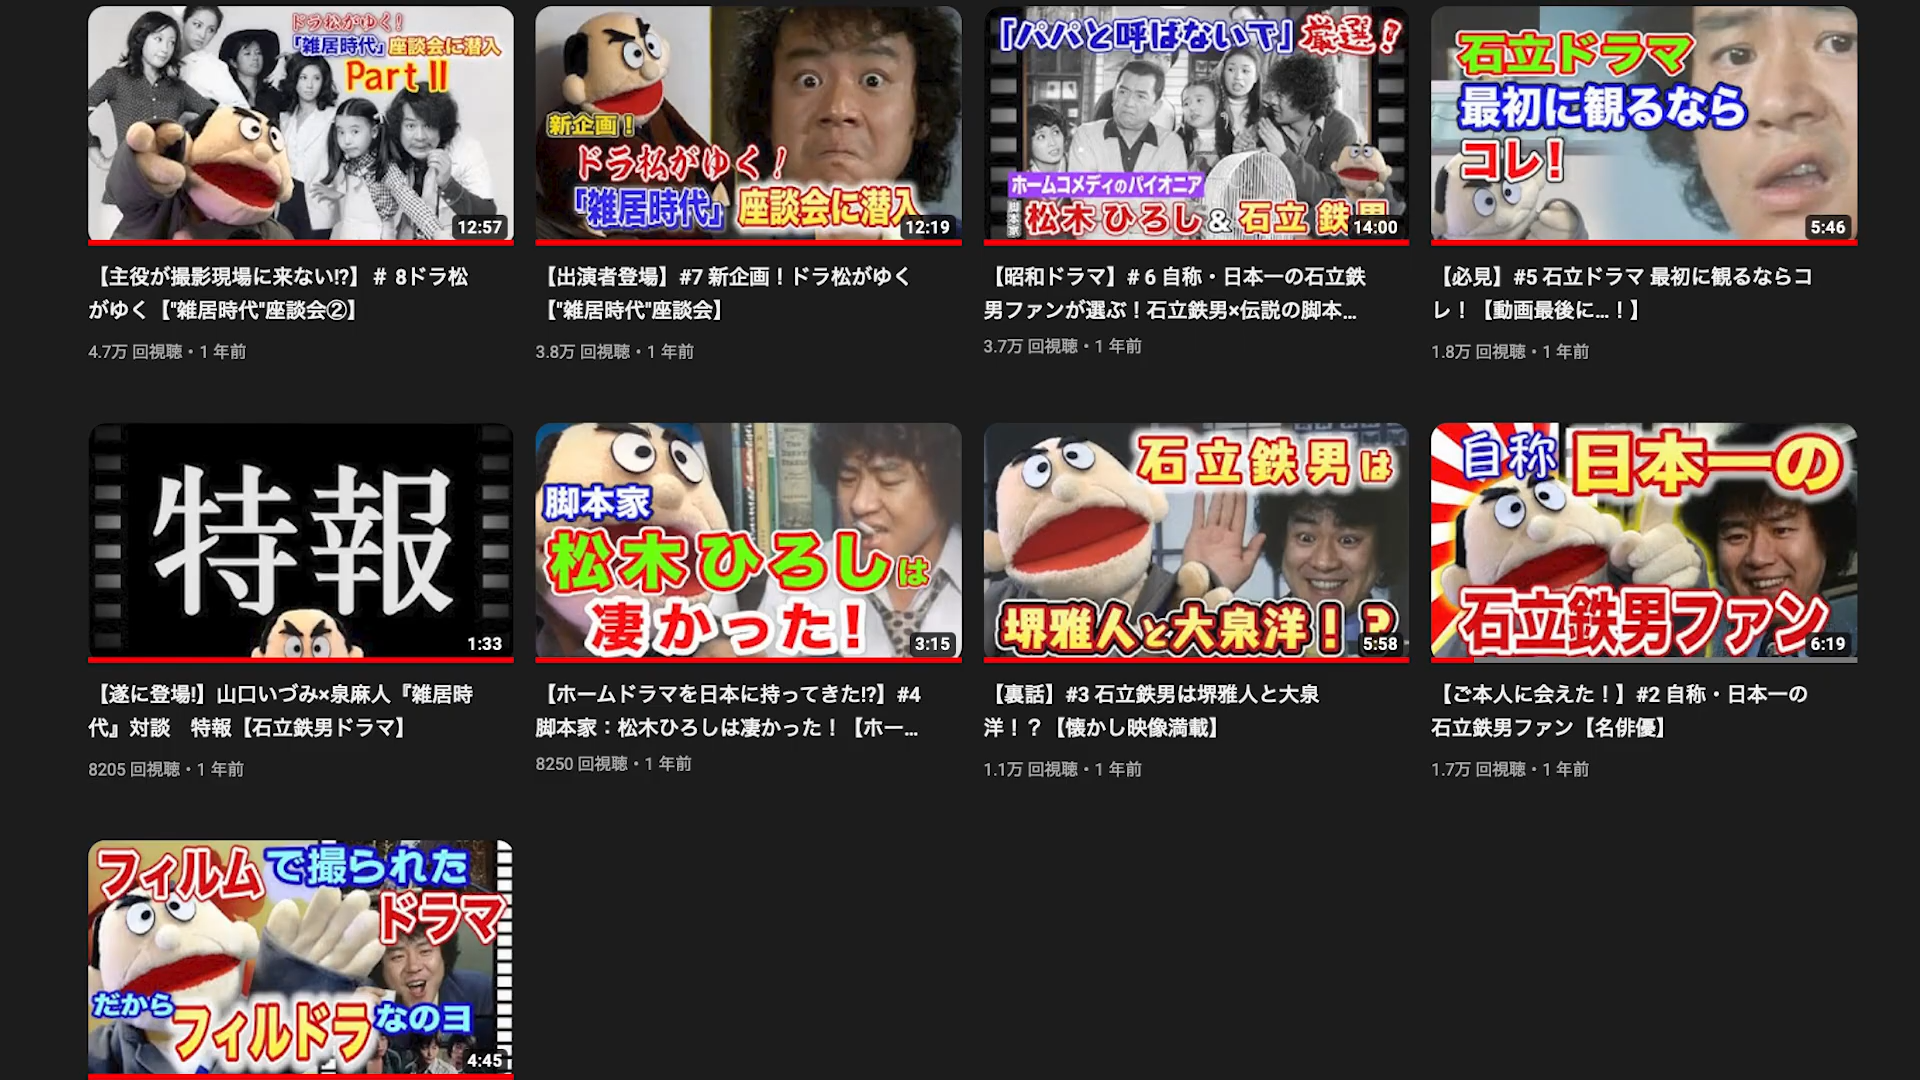 ドラ松がゆく!
「雑居時代」座談会に潜入
Part II
12:57
【主役が撮影現場に来ない!?】＃ 8ドラ松
がゆく【"雑居時代"座談会②】
4.7万 回視聴・1 年前
新企画！
ドラ松がゆく！
「雑居時代」座談会に潜入
12:19
【出演者登場】#7 新企画！ドラ松がゆく
【"雑居時代"座談会】
3.8万 回視聴・1 年前
「パパと呼ばないで」厳選！
ホームコメディのパイオニア
脚本家 松木ひろし&石立鉄男
14:00
【昭和ドラマ】# 6 自称・日本一の石立鉄
男ファンが選ぶ！石立鉄男×伝説の脚本...
3.7万 回視聴・1 年前
石立ドラマ
最初に観るなら
コレ！
5:46
【必見】#5 石立ドラマ 最初に観るならコ
レ！【動画最後に...！】
1.8万 回視聴・1 年前
特報
1:33
【遂に登場!】山口いづみ×泉麻人『雑居時
代』対談　特報【石立鉄男ドラマ】
8205 回視聴・1 年前
脚本家
松木ひろしは
凄かった！
3:15
【ホームドラマを日本に持ってきた!?】#4
脚本家：松木ひろしは凄かった！【ホー...
8250 回視聴・1 年前
石立鉄男は
堺雅人と大泉洋！？
5:58
【裏話】#3 石立鉄男は堺雅人と大泉
洋！？【懐かし映像満載】
1.1万 回視聴・1 年前
自称 日本一の
石立鉄男ファン
6:19
【ご本人に会えた！】#2 自称・日本一の
石立鉄男ファン【名俳優】
1.7万 回視聴・1 年前
フィルムで撮られた
ドラマ
だから
フィルドラなのヨ
4:45